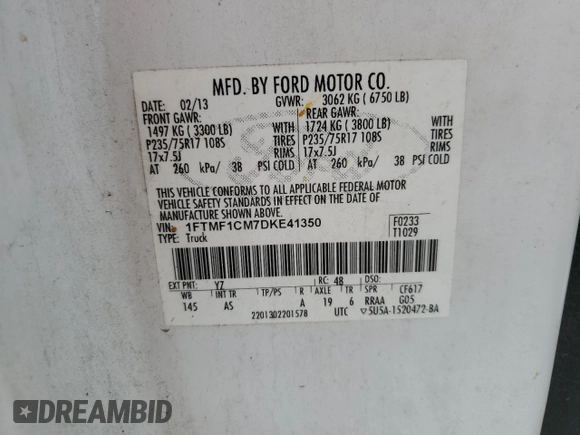 MFD. BY FORD MOTOR CO.
DATE: 02/13 GVWR: 3062 KG ( 6750 LB)
FRONT GAWR: REAR GAWR:
1497 KG ( 3300 LB) WITH 1724 KG ( 3800 LB) WITH
P235/75R17 108S TIRES P235/75R17 108S TIRES
17x7.5J RIMS 17x7.5J RIMS
AT 260 kPa/ 38 PSI COLD AT 260 kPa/ 38 PSI COLD
THIS VEHICLE CONFORMS TO ALL APPLICABLE FEDERAL MOTOR
VEHICLE SAFETY STANDARDS IN EFFECT ON THE DATE OF
MANUFACTURE SHOWN ABOVE.
VIN: 1FTMF1CM7DKE41350 F0233
TYPE: Truck T1029
EXT PNT: YZ RC: 48 DSO:
WB INT TR TP/PS R AXLE TR SPR CF617
145 AS A 19 6 RRAA G05
2201302201578 UTC ▽5U5A-1520472-BA
Ford
DREAMBID